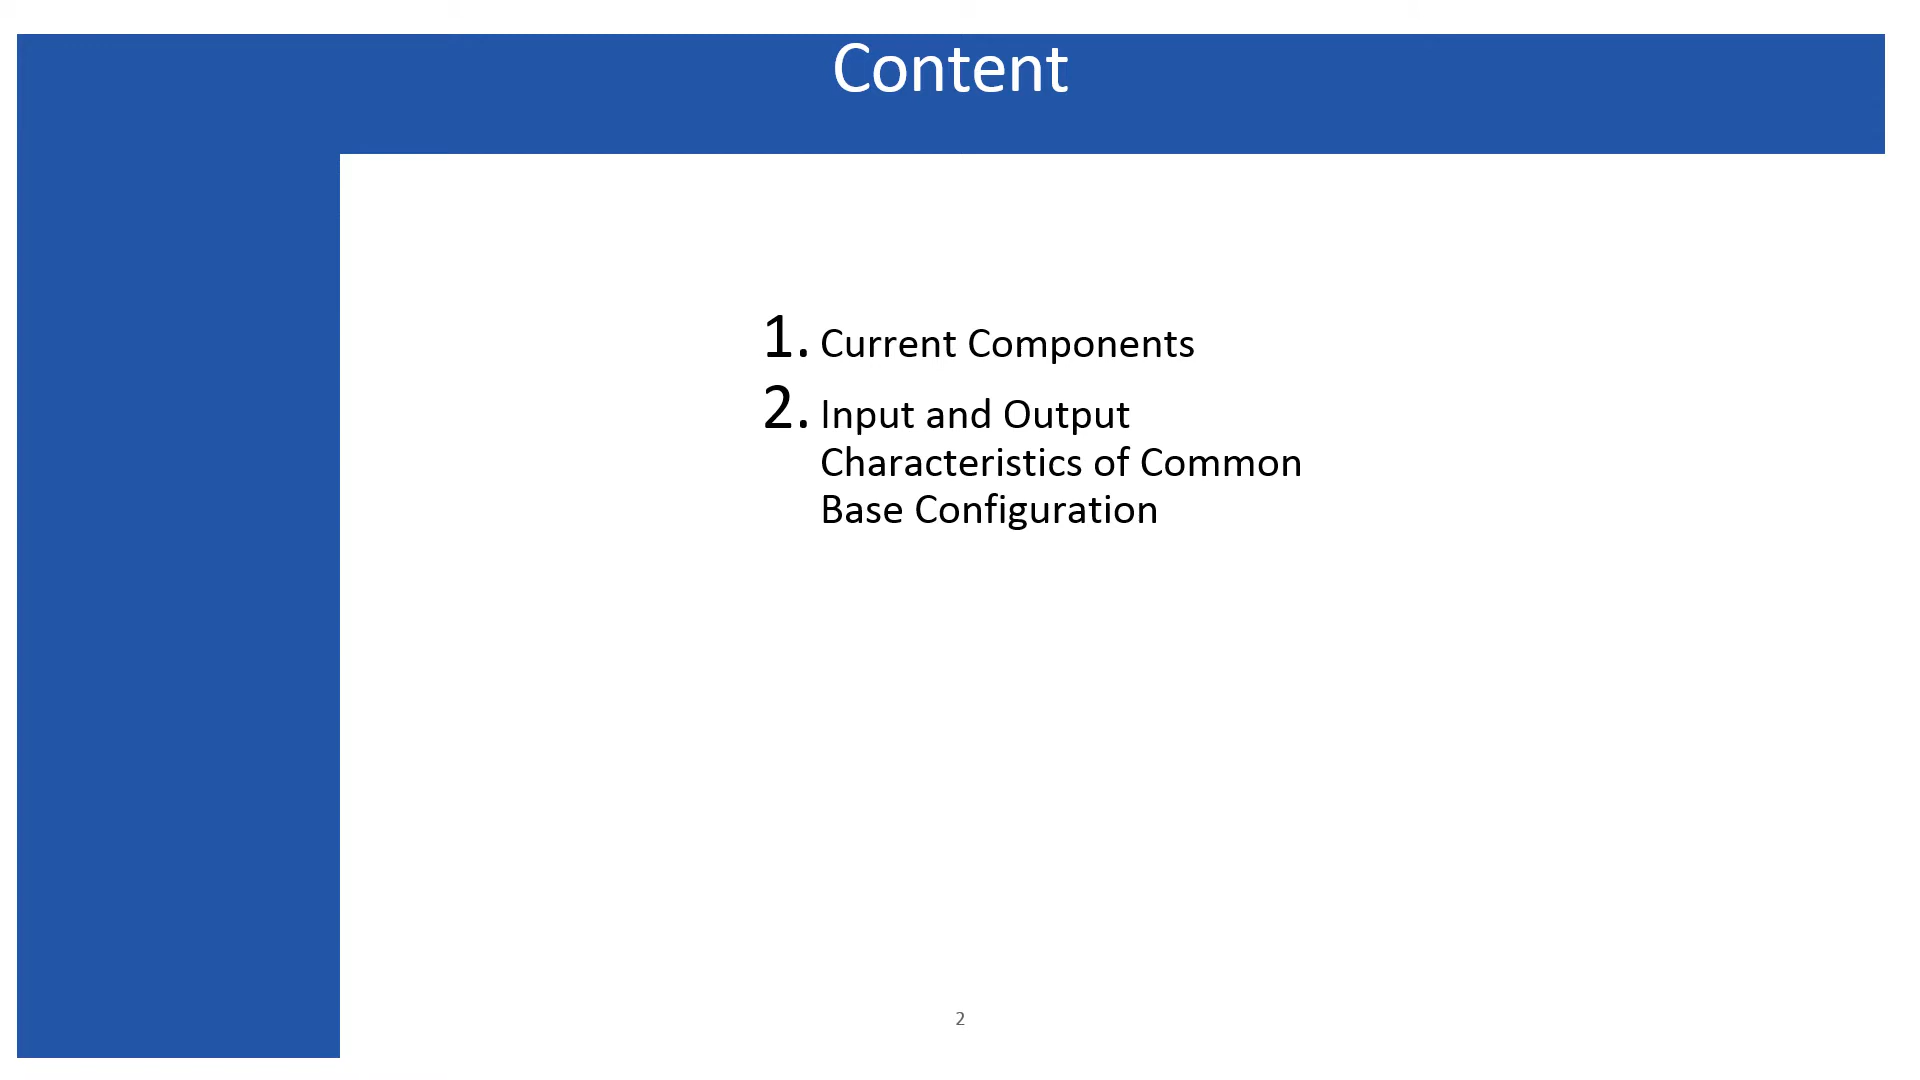 Content
1. Current Components
2. Input and Output
Characteristics of Common
Base Configuration
2